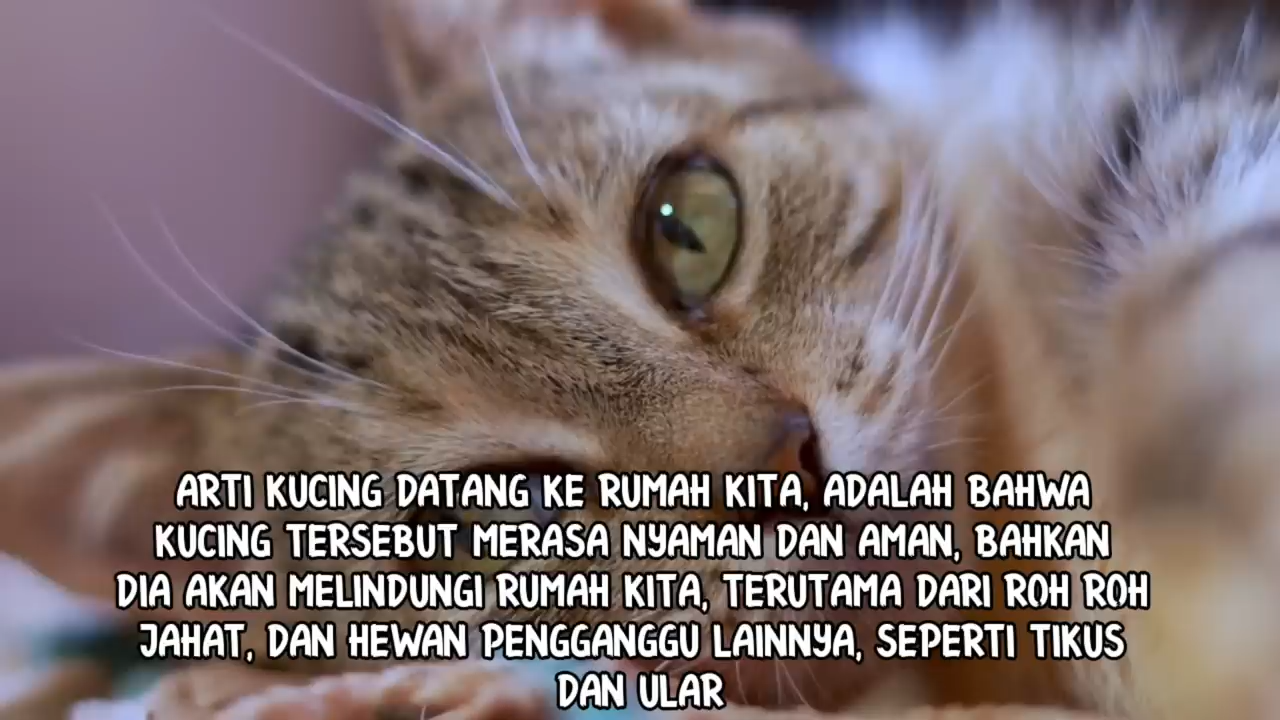 ARTI KUCING DATANG KE RUMAH KITA, ADALAH BAHWA
KUCING TERSEBUT MERASA NYAMAN DAN AMAN, BAHKAN
DIA AKAN MELINDUNGI RUMAH KITA, TERUTAMA DARI ROH ROH
JAHAT, DAN HEWAN PENGGANGGU LAINNYA, SEPERTI TIKUS
DAN ULAR